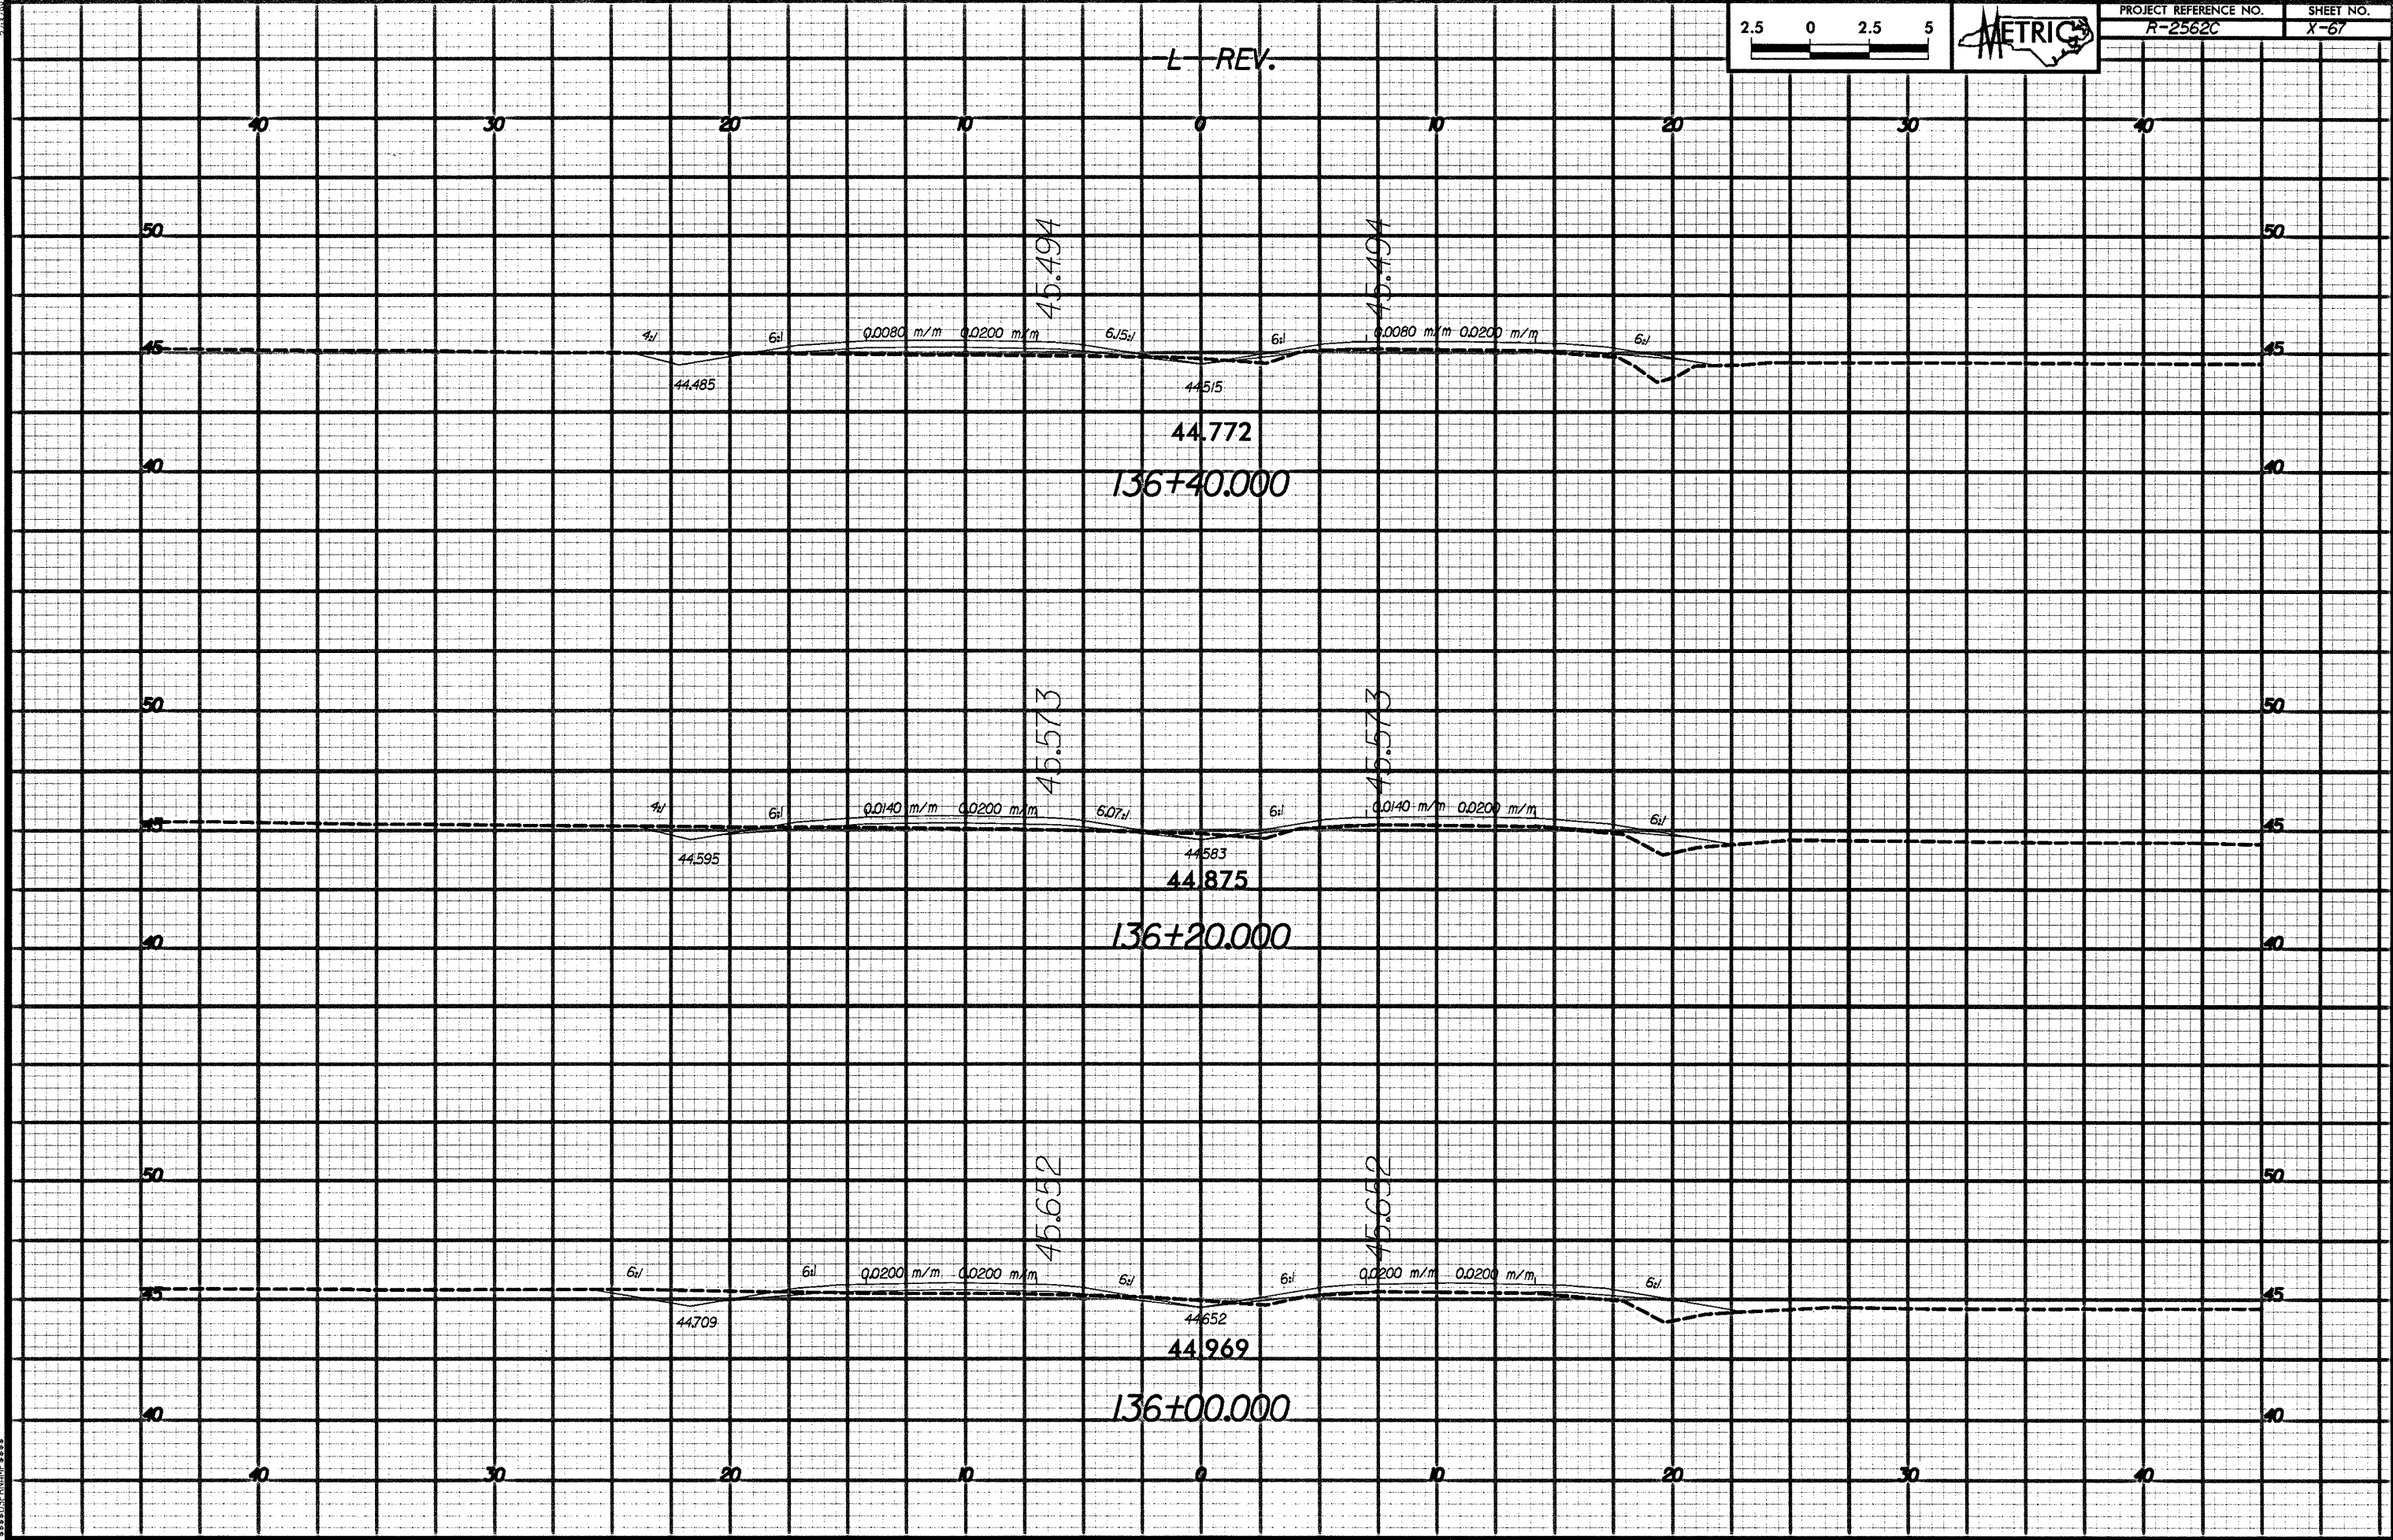 PROJECT REFERENCE NO. SHEET NO.
R-2562C X-67
2.5 0 2.5 5
METRIC
-L- REV.
40 30 20 10 0 10 20 30 40
50 45.494 45.494 50
45 4:1 6:1 0.0080 m/m 0.0200 m/m 6.15:1 6:1 0.0080 m/m 0.0200 m/m 6:1 45
44.485 44.515
44.772
40 40
136+40.000
50 45.573 45.573 50
45 4:1 6:1 0.0140 m/m 0.0200 m/m 6.07:1 6:1 0.0140 m/m 0.0200 m/m 6:1 45
44.595 44.583
44.875
40 136+20.000 40
50 45.652 45.652 50
45 6:1 6:1 0.0200 m/m 0.0200 m/m 6:1 6:1 0.0200 m/m 0.0200 m/m 6:1 45
44.709 44.652
44.969
40 136+00.000 40
40 30 20 10 0 10 20 30 40